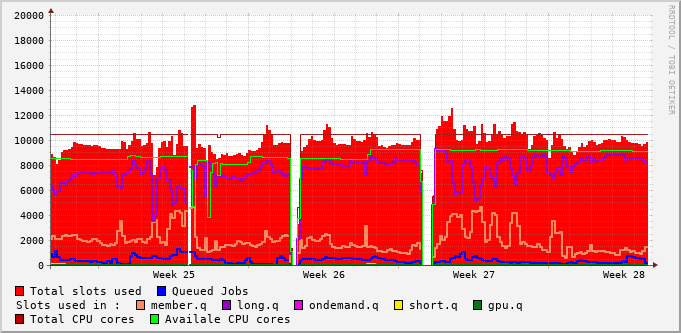 20000
18000
16000
14000
12000
10000
8000
6000
4000
2000
0
Week 25 Week 26 Week 27 Week 28
Total slots used Queued Jobs
Slots used in : member.q long.q ondemand.q short.q gpu.q
Total CPU cores Availale CPU cores
RRDTOOL / TOBI OETIKER